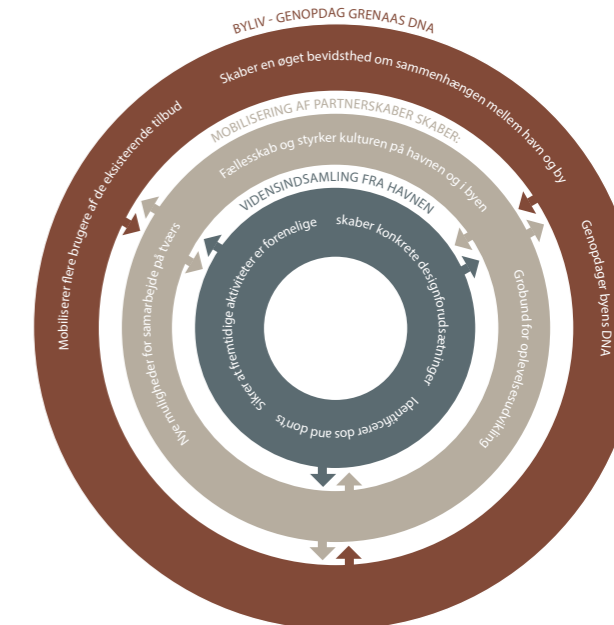 BYLIV - GENOPDAG GRENAAS DNA
Mobiliserer flere brugere af de eksisterende tilbud
Skaber en øget bevidsthed om sammenhængen mellem havn og by
Genopdager byens DNA
MOBILISERING AF PARTNERSKABER SKABER:
Nye muligheder for samarbejde på tværs
Fællesskab og styrker kulturen på havnen og i byen
Grobund for oplevelsesudvikling
VIDENSINDSAMLING FRA HAVNEN
Sikrer at fremtidige aktiviteter er forenelige
skaber konkrete designforudsætninger
Identificerer dos and don'ts